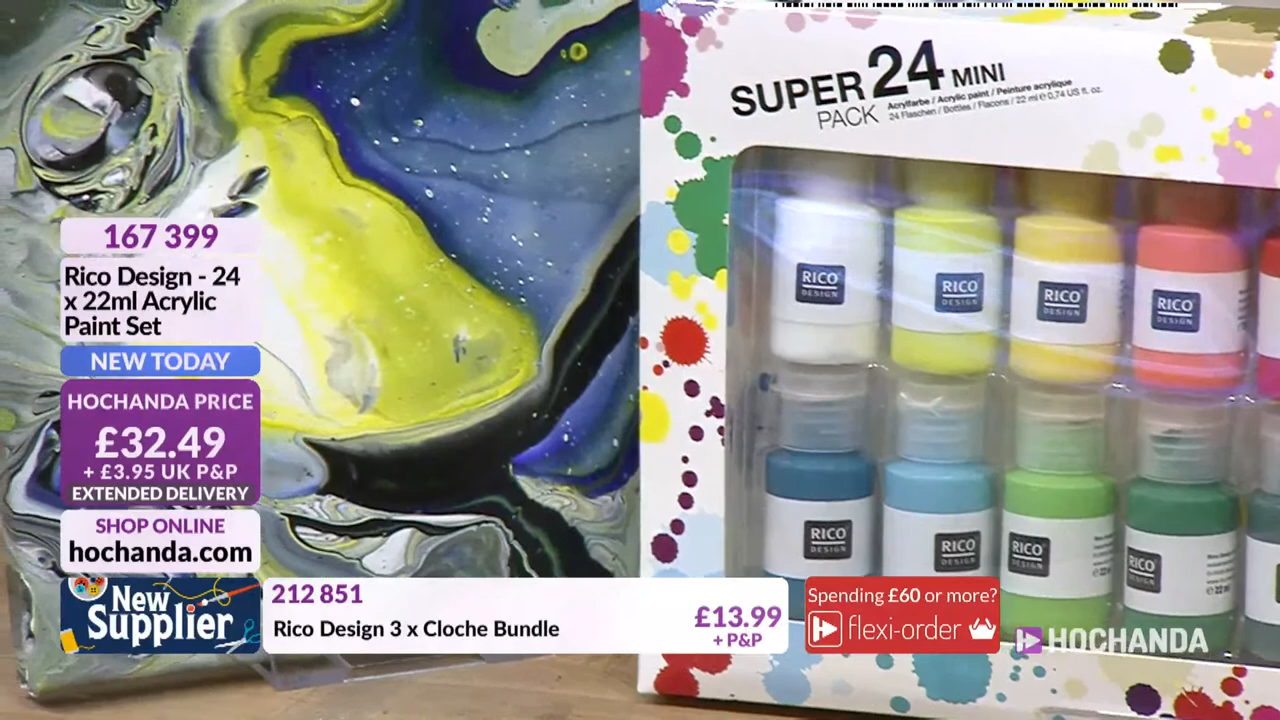 SUPER 24 MINI
PACK
Acrylfarbe / Acrylic paint / Peinture acrylique
24 Flaschen / Bottles / Flacons / 22 ml ℮ 0,74 US fl. oz.
RICO
DESIGN
RICO
DESIGN
RICO
DESIGN
RICO
DESIGN
RICO
DESIGN
RICO
DESIGN
RICO
DESIGN
RICO
DESIGN
167 399
Rico Design - 24
x 22ml Acrylic
Paint Set
NEW TODAY
HOCHANDA PRICE
£32.49
+ £3.95 UK P&P
EXTENDED DELIVERY
SHOP ONLINE
hochanda.com
New
Supplier
212 851
Rico Design 3 x Cloche Bundle
£13.99
+ P&P
Spending £60 or more?
flexi-order
HOCHANDA